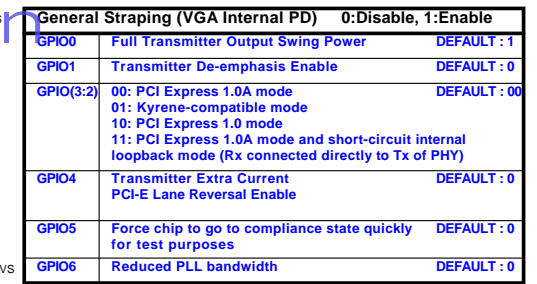 General Straping (VGA Internal PD) 0:Disable, 1:Enable
GPIO0 Full Transmitter Output Swing Power DEFAULT : 1
GPIO1 Transmitter De-emphasis Enable DEFAULT : 0
GPIO(3:2) 00: PCI Express 1.0A mode DEFAULT : 00
01: Kyrene-compatible mode
10: PCI Express 1.0 mode
11: PCI Express 1.0A mode and short-circuit internal
loopback mode (Rx connected directly to Tx of PHY)
GPIO4 Transmitter Extra Current DEFAULT : 0
PCI-E Lane Reversal Enable
GPIO5 Force chip to go to compliance state quickly DEFAULT : 0
for test purposes
vs GPIO6 Reduced PLL bandwidth DEFAULT : 0